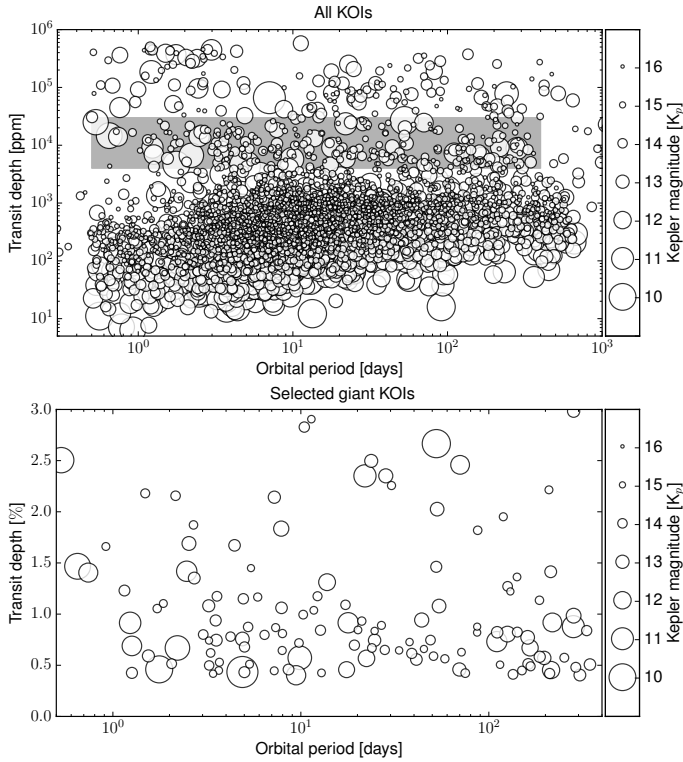 All KOIs
10^6
10^5
10^4
10^3
10^2
10^1
Transit depth [ppm]
10^0 10^1 10^2 10^3
Orbital period [days]
16
15
14
13
12
11
10
Kepler magnitude [K_p]
Selected giant KOIs
3.0
2.5
2.0
1.5
1.0
0.5
0.0
Transit depth [%]
10^0 10^1 10^2
Orbital period [days]
16
15
14
13
12
11
10
Kepler magnitude [K_p]